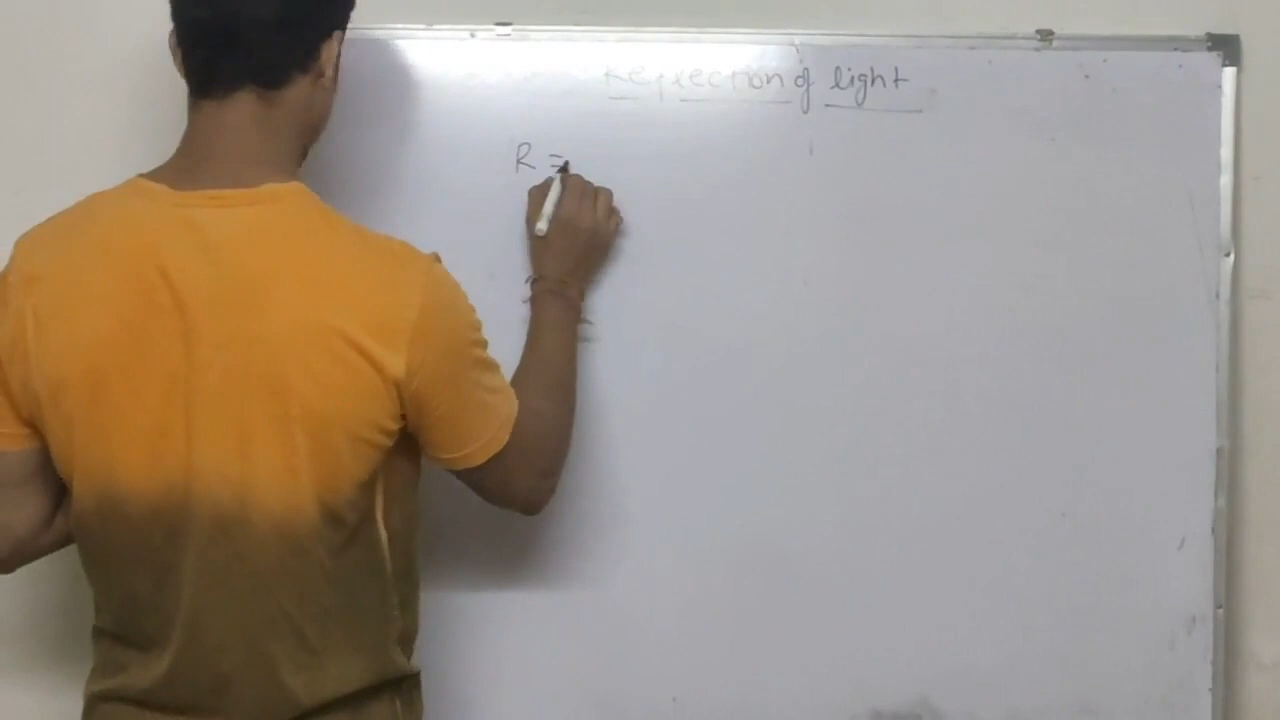 Reflection of light
R =